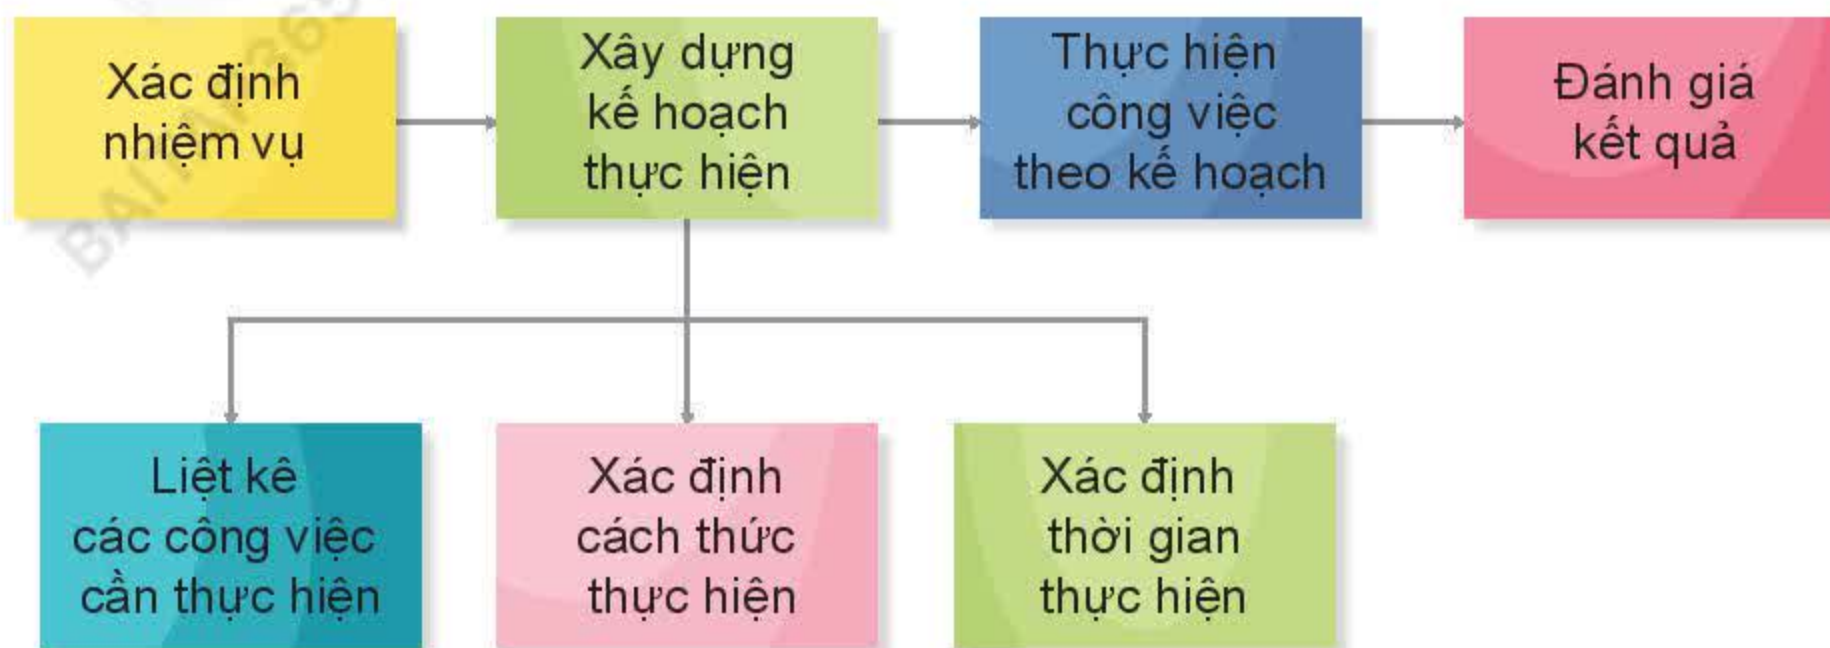 Xác định
nhiệm vụ
Xây dựng
kế hoạch
thực hiện
Thực hiện
công việc
theo kế hoạch
Đánh giá
kết quả
Liệt kê
các công việc
cần thực hiện
Xác định
cách thức
thực hiện
Xác định
thời gian
thực hiện